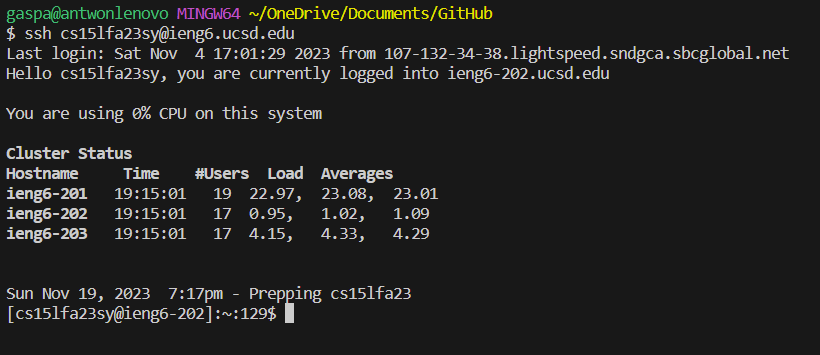 gaspa@antwonlenovo MINGW64 ~/OneDrive/Documents/GitHub
$ ssh cs15lfa23sy@ieng6.ucsd.edu
Last login: Sat Nov  4 17:01:29 2023 from 107-132-34-38.lightspeed.sndgca.sbcglobal.net
Hello cs15lfa23sy, you are currently logged into ieng6-202.ucsd.edu
You are using 0% CPU on this system
Cluster Status
Hostname     Time    #Users  Load  Averages
ieng6-201   19:15:01   19  22.97,  23.08,  23.01
ieng6-202   19:15:01   17  0.95,   1.02,   1.09
ieng6-203   19:15:01   17  4.15,   4.33,   4.29
Sun Nov 19, 2023  7:17pm - Prepping cs15lfa23
[cs15lfa23sy@ieng6-202]:~:129$